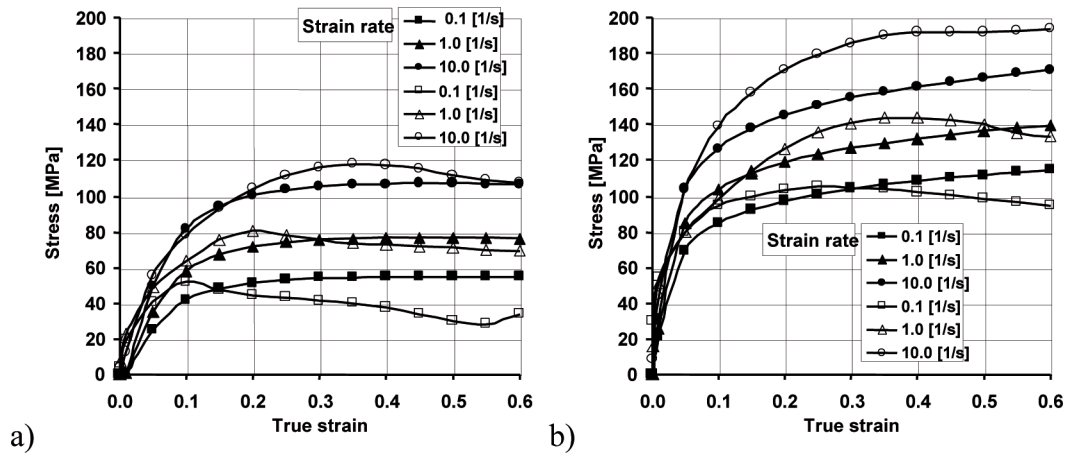 Strain rate
0.1 [1/s]
1.0 [1/s]
10.0 [1/s]
0.1 [1/s]
1.0 [1/s]
10.0 [1/s]
Stress [MPa]
200
180
160
140
120
100
80
60
40
20
0
0.0 0.1 0.2 0.3 0.4 0.5 0.6
True strain
a)
Stress [MPa]
200
180
160
140
120
100
80
60
40
20
0
Strain rate
0.1 [1/s]
1.0 [1/s]
10.0 [1/s]
0.1 [1/s]
1.0 [1/s]
10.0 [1/s]
0.0 0.1 0.2 0.3 0.4 0.5 0.6
True strain
b)